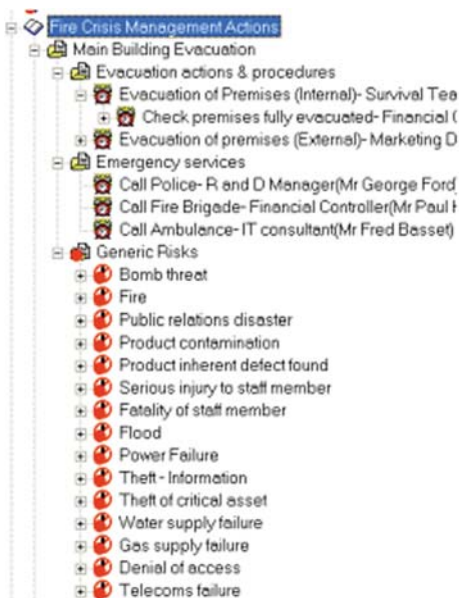 Fire Crisis Management Actions
Main Building Evacuation
Evacuation actions & procedures
Evacuation of Premises (Internal)- Survival Tea
Check premises fully evacuated- Financial (
Evacuation of premises (External)- Marketing D
Emergency services
Call Police- R and D Manager(Mr George Ford)
Call Fire Brigade- Financial Controller(Mr Paul
Call Ambulance- IT consultant(Mr Fred Basset)
Generic Risks
Bomb threat
Fire
Public relations disaster
Product contamination
Product inherent defect found
Serious injury to staff member
Fatality of staff member
Flood
Power Failure
Theft - Information
Theft of critical asset
Water supply failure
Gas supply failure
Denial of access
Telecoms failure